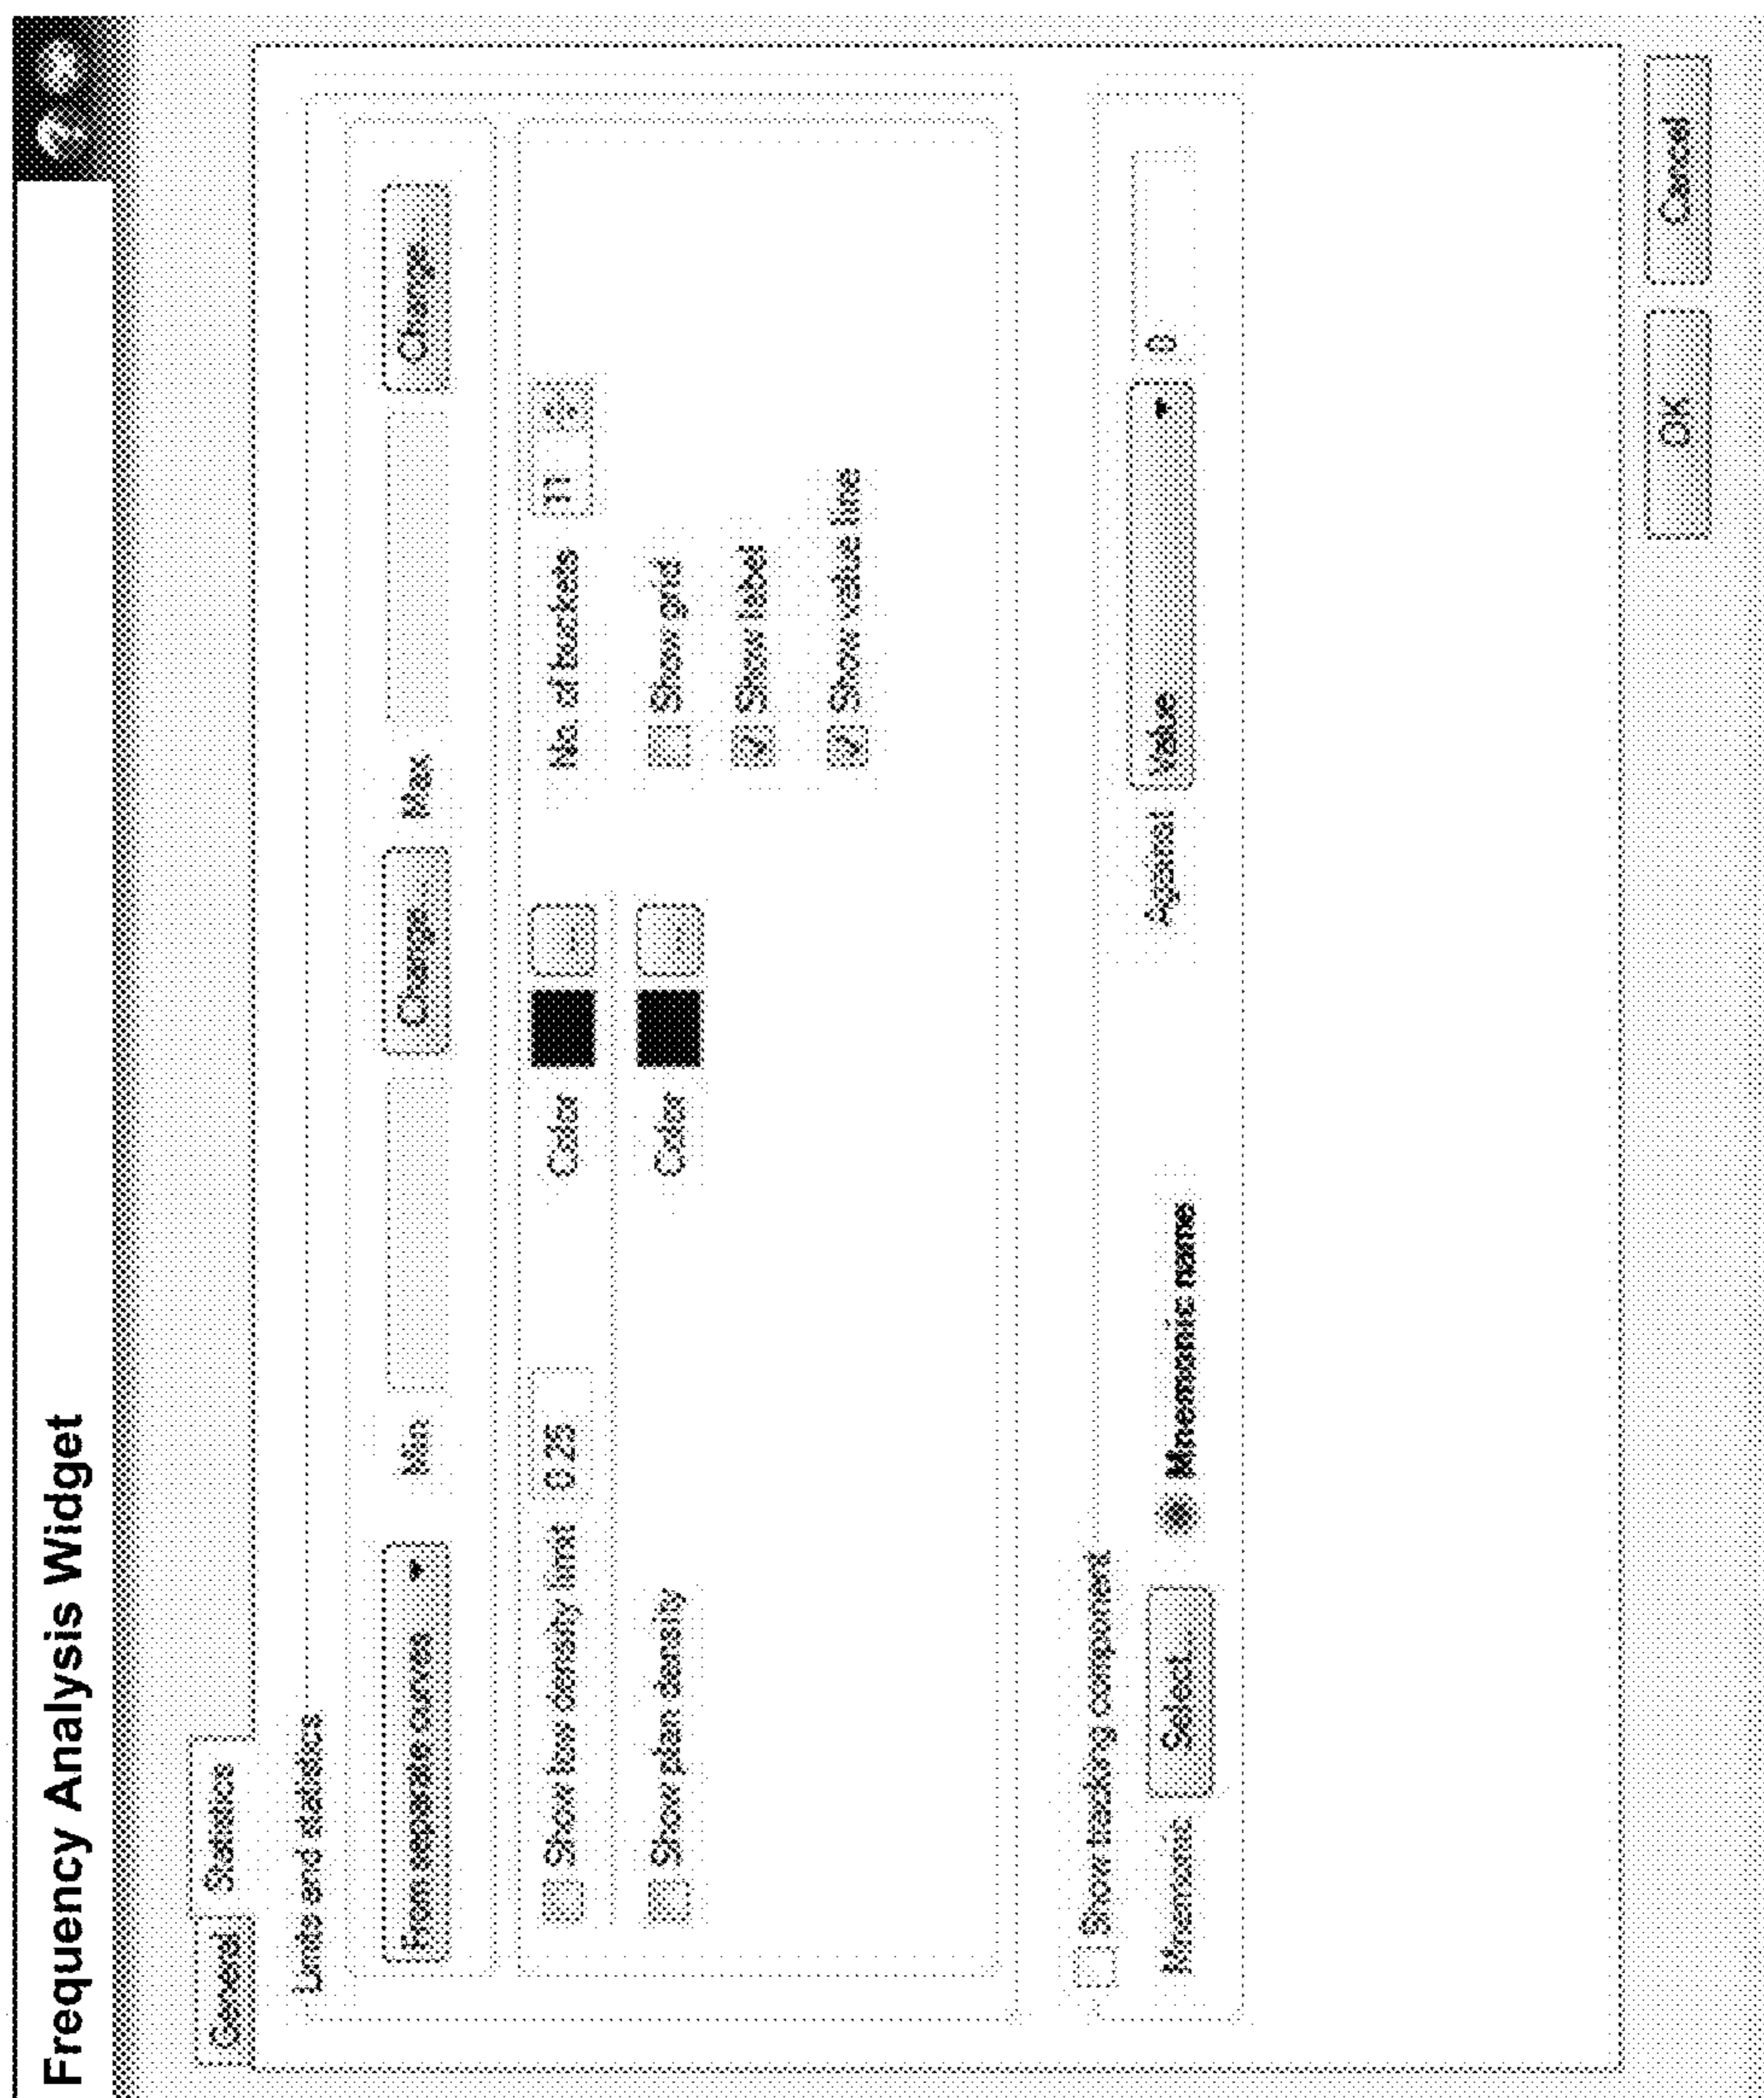 Frequency Analysis Widget
?
General Statistics
Limits and statistics
From separate curves Min Change... Max Change...
Show low density limit 0.25 Color ... No. of buckets 11
Show plan density Color ... Show grid
Show label
Show value line
Show tracking component
Mnemonic Select... Mnemonic name Against Value 0
OK Cancel